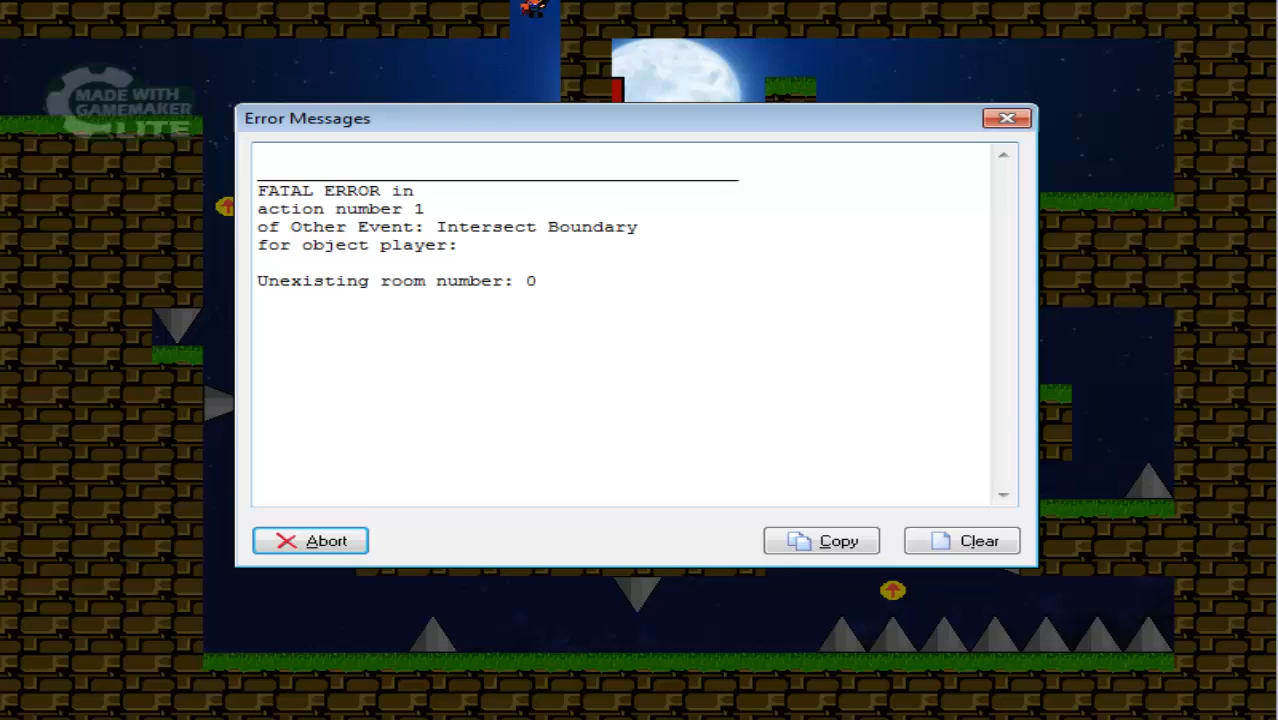 MADE WITH
GAMEMAKER
LITE
Error Messages
FATAL ERROR in
action number 1
of Other Event: Intersect Boundary
for object player:
Unexisting room number: 0
Abort
Copy
Clear